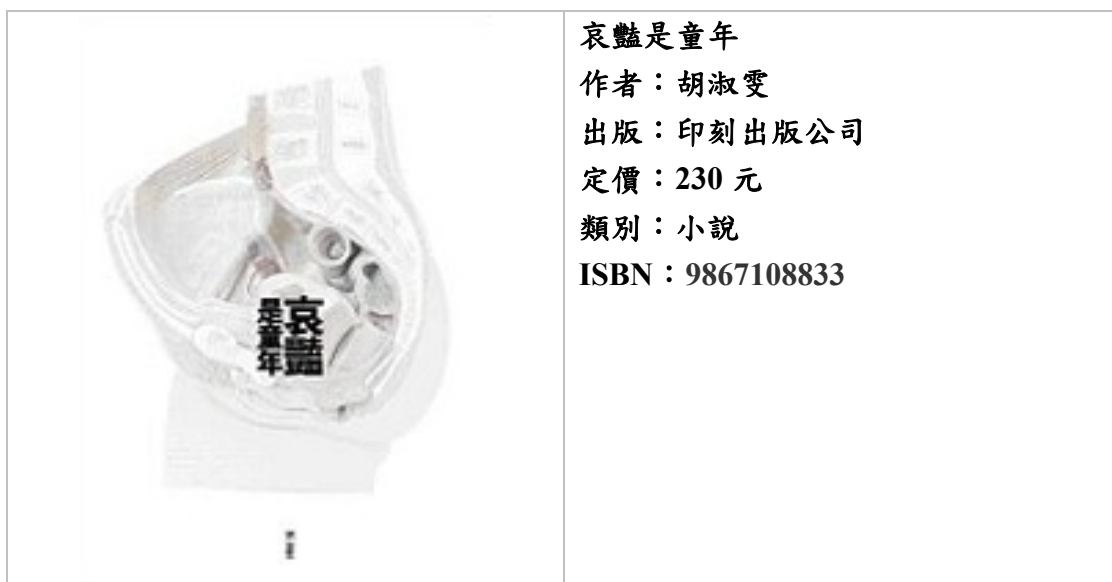 哀豔
是童年
哀豔是童年
作者：胡淑雯
出版：印刻出版公司
定價：230 元
類別：小說
ISBN：9867108833